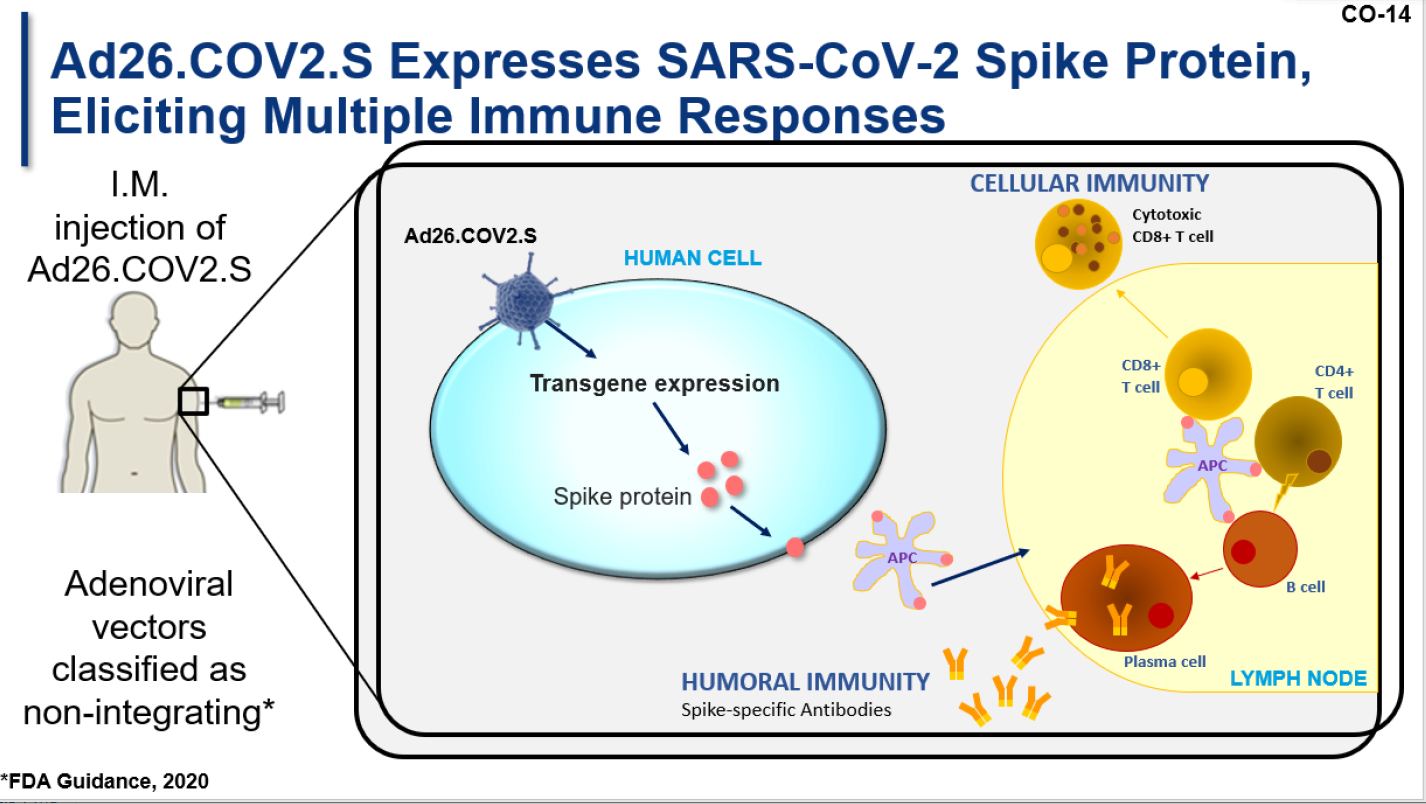 CO-14
Ad26.COV2.S Expresses SARS-CoV-2 Spike Protein,
Eliciting Multiple Immune Responses
I.M.
injection of
Ad26.COV2.S
Adenoviral
vectors
classified as
non-integrating*
Ad26.COV2.S
HUMAN CELL
Transgene expression
Spike protein
APC
CELLULAR IMMUNITY
Cytotoxic
CD8+ T cell
CD8+
T cell
CD4+
T cell
APC
B cell
Plasma cell
LYMPH NODE
HUMORAL IMMUNITY
Spike-specific Antibodies
*FDA Guidance, 2020